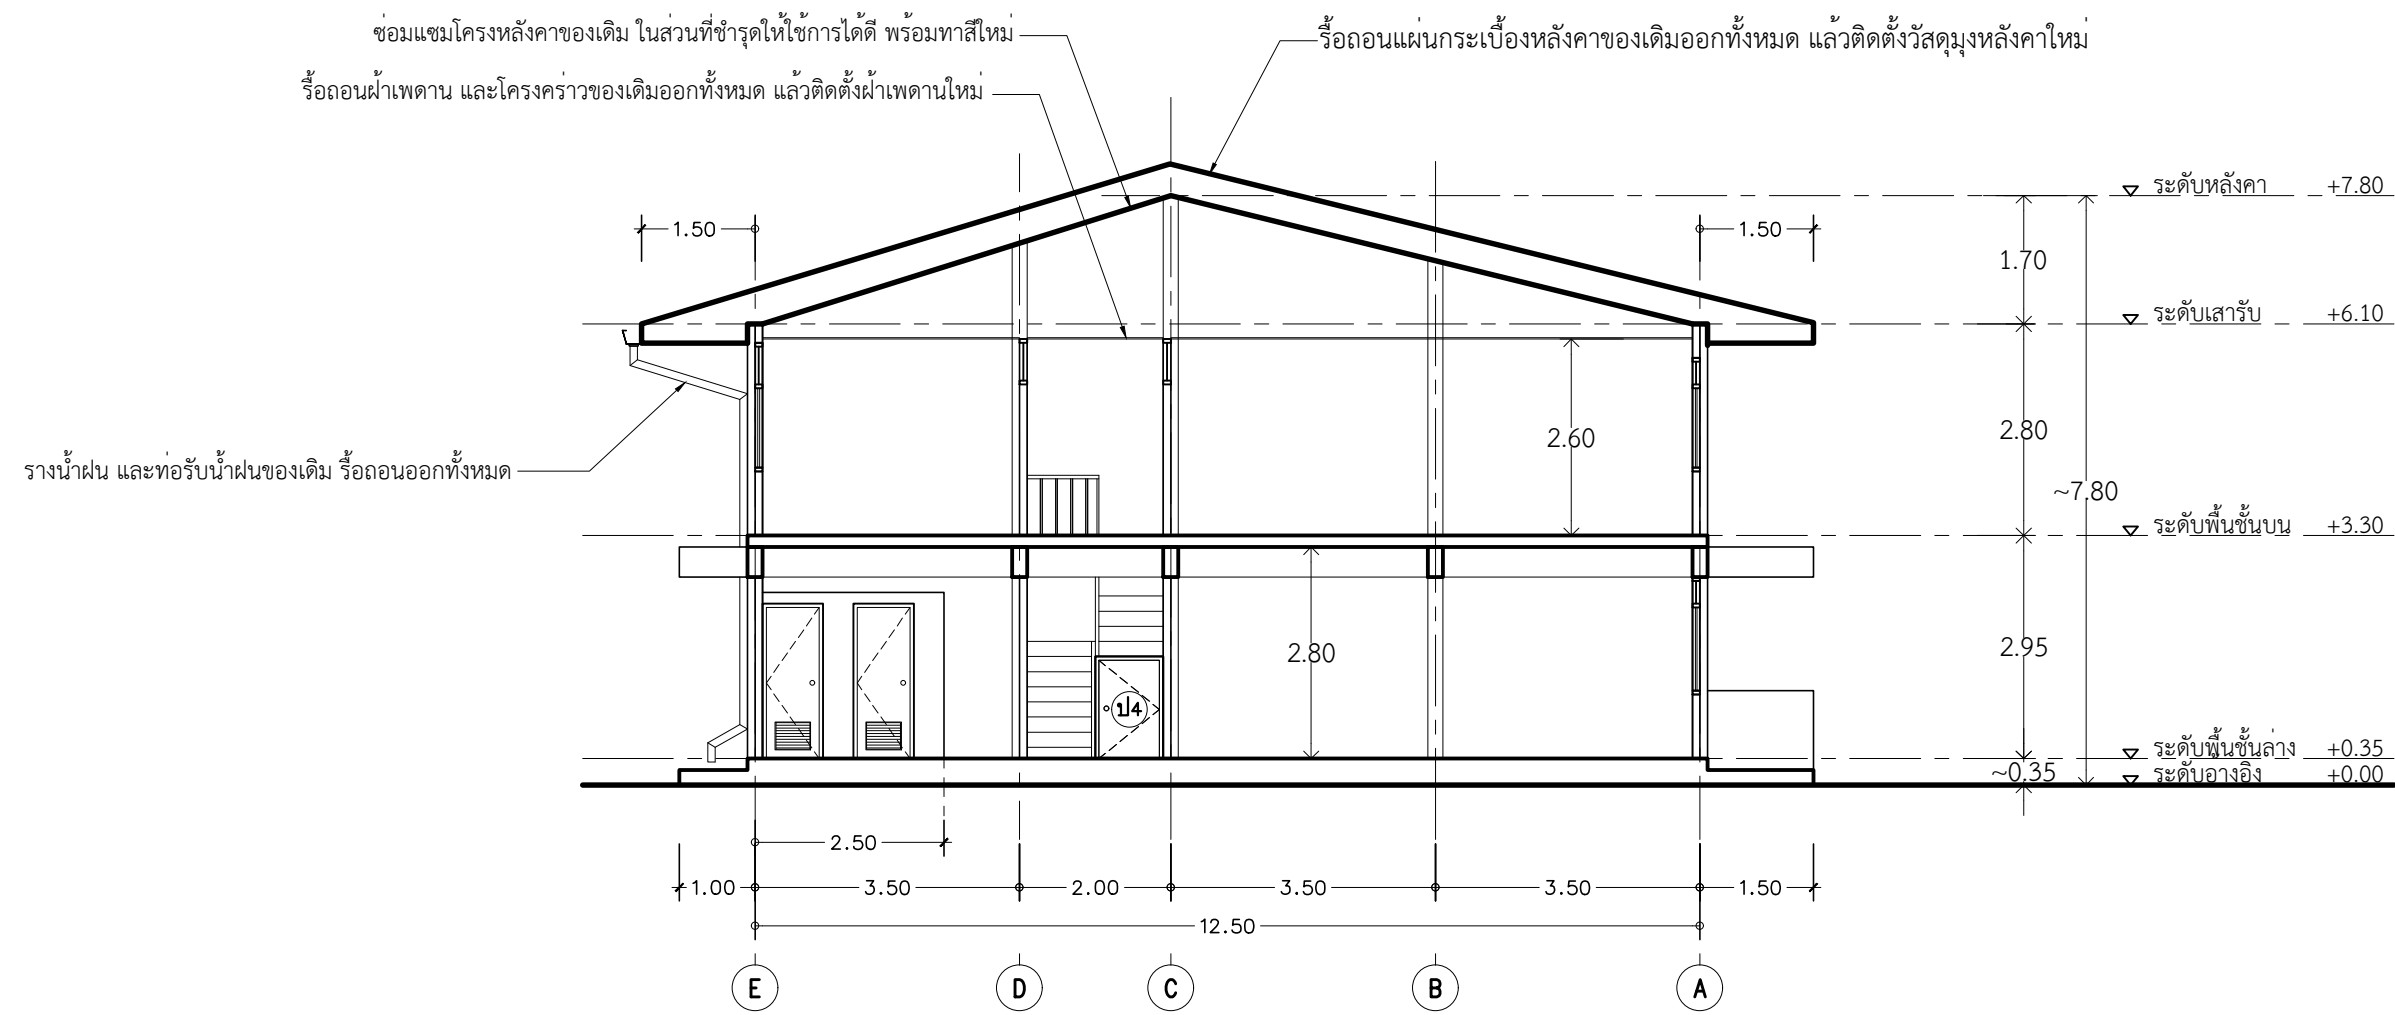 ซ่อมแซมโครงหลังคาของเดิม ในส่วนที่ชำรุดให้ใช้การได้ดี พร้อมทาสีใหม่
รื้อถอนแผ่นกระเบื้องหลังคาของเดิมออกทั้งหมด แล้วติดตั้งวัสดุมุงหลังคาใหม่
รื้อถอนฝ้าเพดาน และโครงคร่าวของเดิมออกทั้งหมด แล้วติดตั้งฝ้าเพดานใหม่
ระดับหลังคา +7.80
1.50
1.50
1.70
ระดับเสารับ +6.10
2.60
2.80
รางน้ำฝน และท่อรับน้ำฝนของเดิม รื้อถอนออกทั้งหมด
~7.80
ระดับพื้นชั้นบน +3.30
2.80
2.95
ป4
ระดับพื้นชั้นล่าง +0.35
~0.35
ระดับอ้างอิง +0.00
2.50
1.00 3.50 2.00 3.50 3.50 1.50
12.50
E D C B A